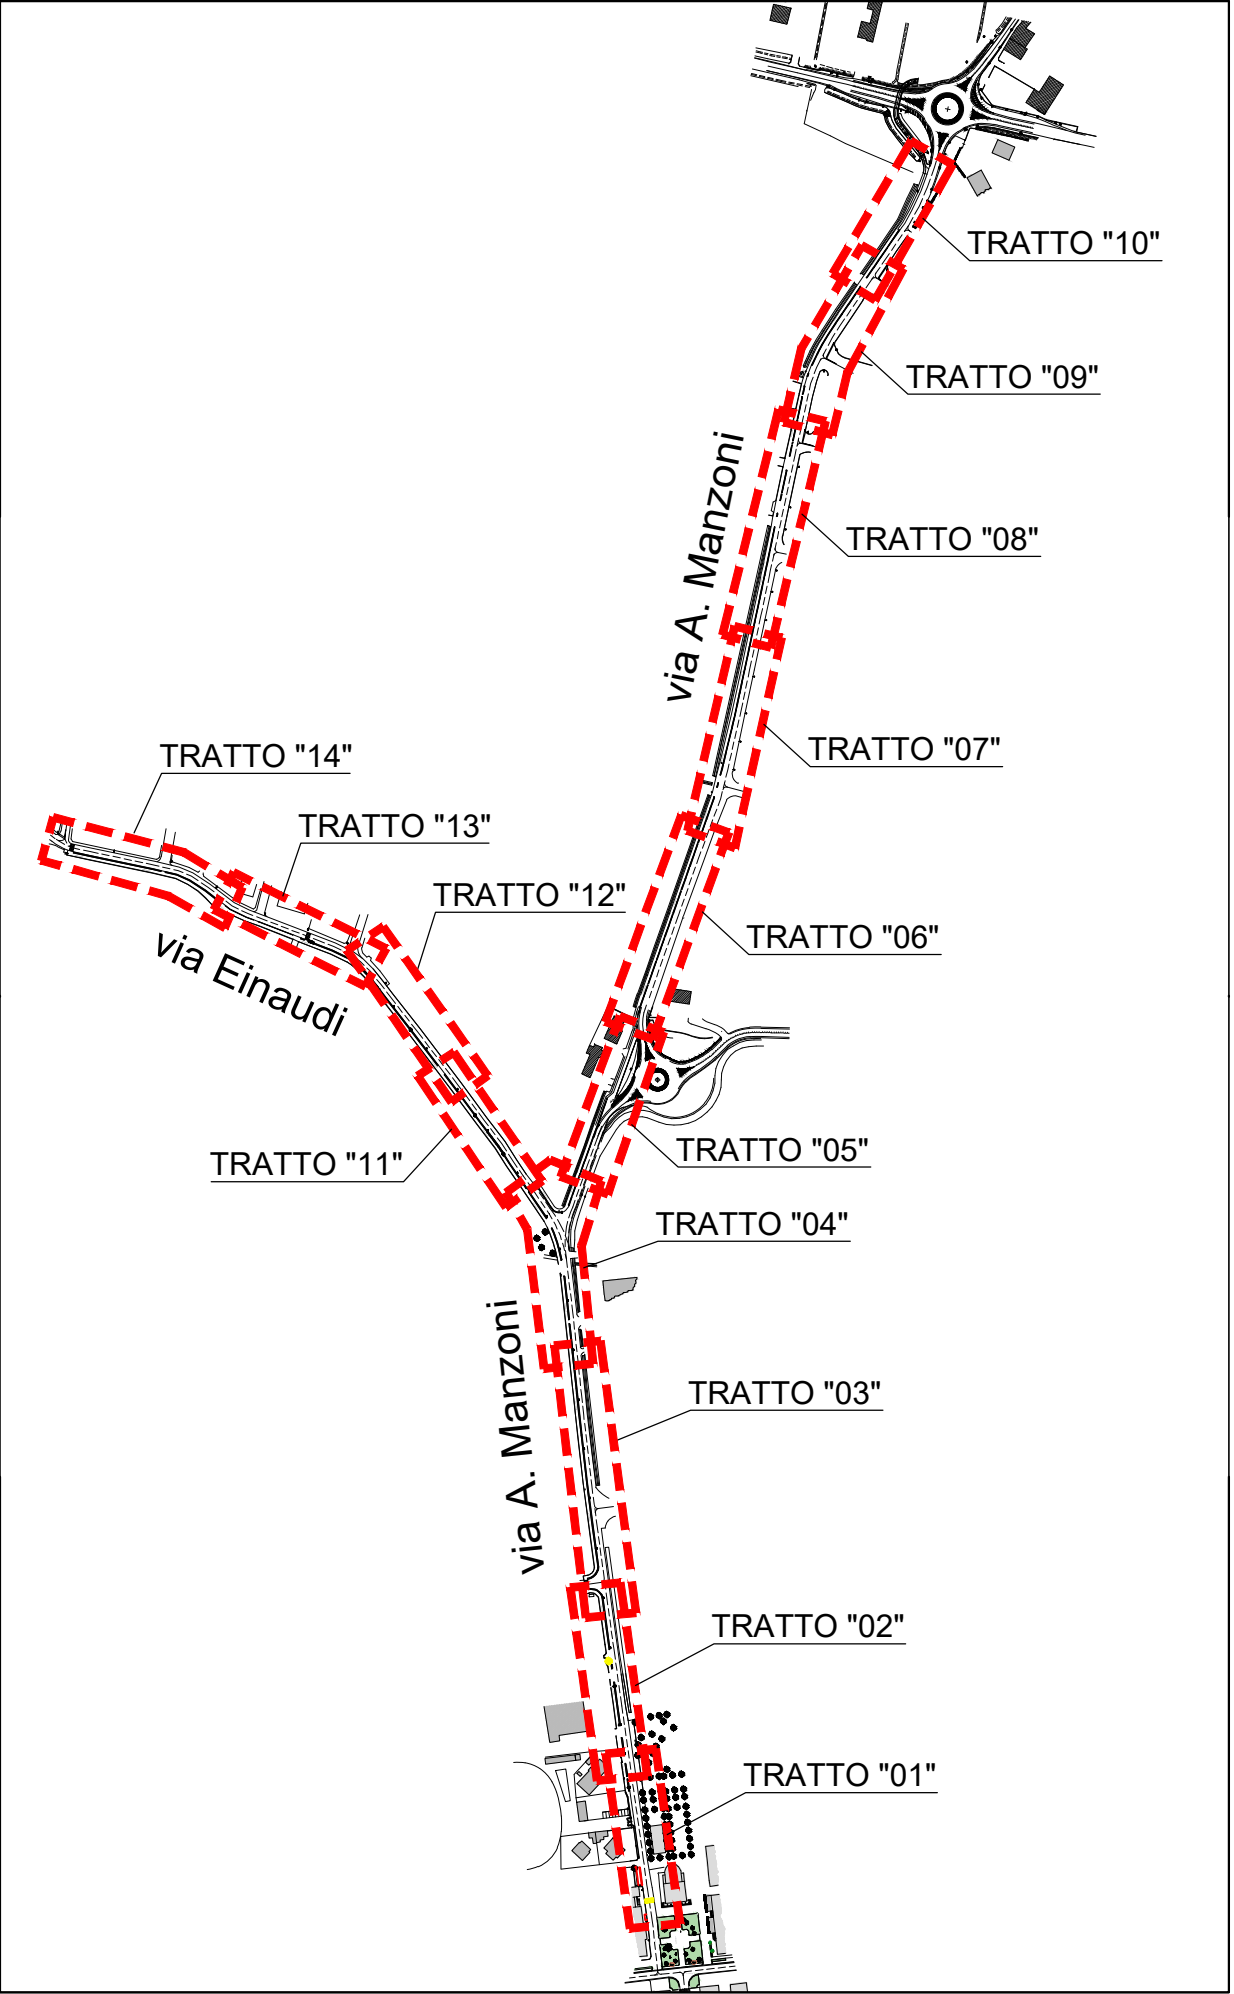 TRATTO "10"
TRATTO "09"
via A. Manzoni
TRATTO "08"
TRATTO "07"
TRATTO "14"
TRATTO "13"
TRATTO "12"
TRATTO "06"
via Einaudi
TRATTO "11"
TRATTO "05"
TRATTO "04"
via A. Manzoni
TRATTO "03"
TRATTO "02"
TRATTO "01"